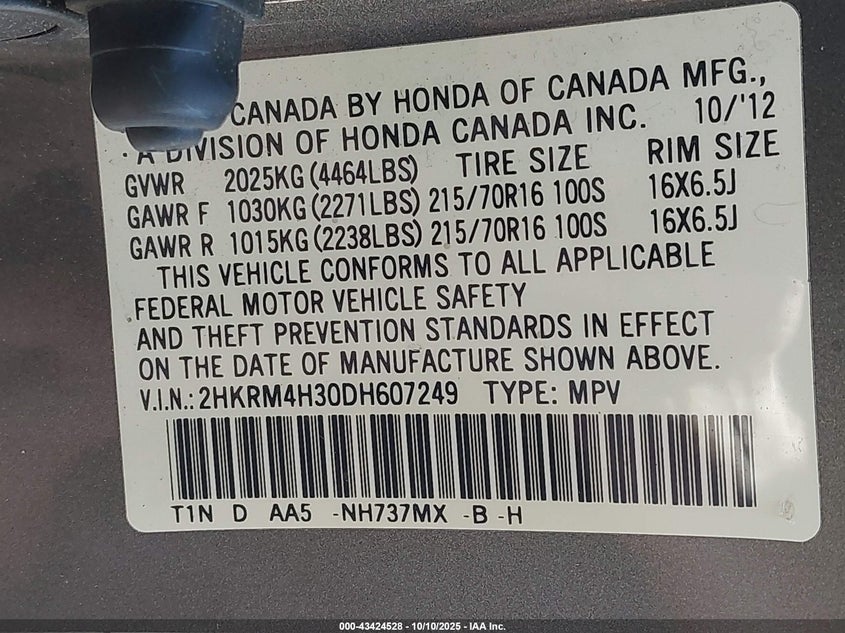 CANADA BY HONDA OF CANADA MFG.,
A DIVISION OF HONDA CANADA INC. 10/'12
GVWR 2025KG (4464LBS) TIRE SIZE RIM SIZE
GAWR F 1030KG (2271LBS) 215/70R16 100S 16X6.5J
GAWR R 1015KG (2238LBS) 215/70R16 100S 16X6.5J
THIS VEHICLE CONFORMS TO ALL APPLICABLE
FEDERAL MOTOR VEHICLE SAFETY
AND THEFT PREVENTION STANDARDS IN EFFECT
ON THE DATE OF MANUFACTURE SHOWN ABOVE.
V.I.N.: 2HKRM4H30DH607249 TYPE: MPV
T1N D AA5 -NH737MX -B -H
000-43424528 - 10/10/2025 - IAA Inc.